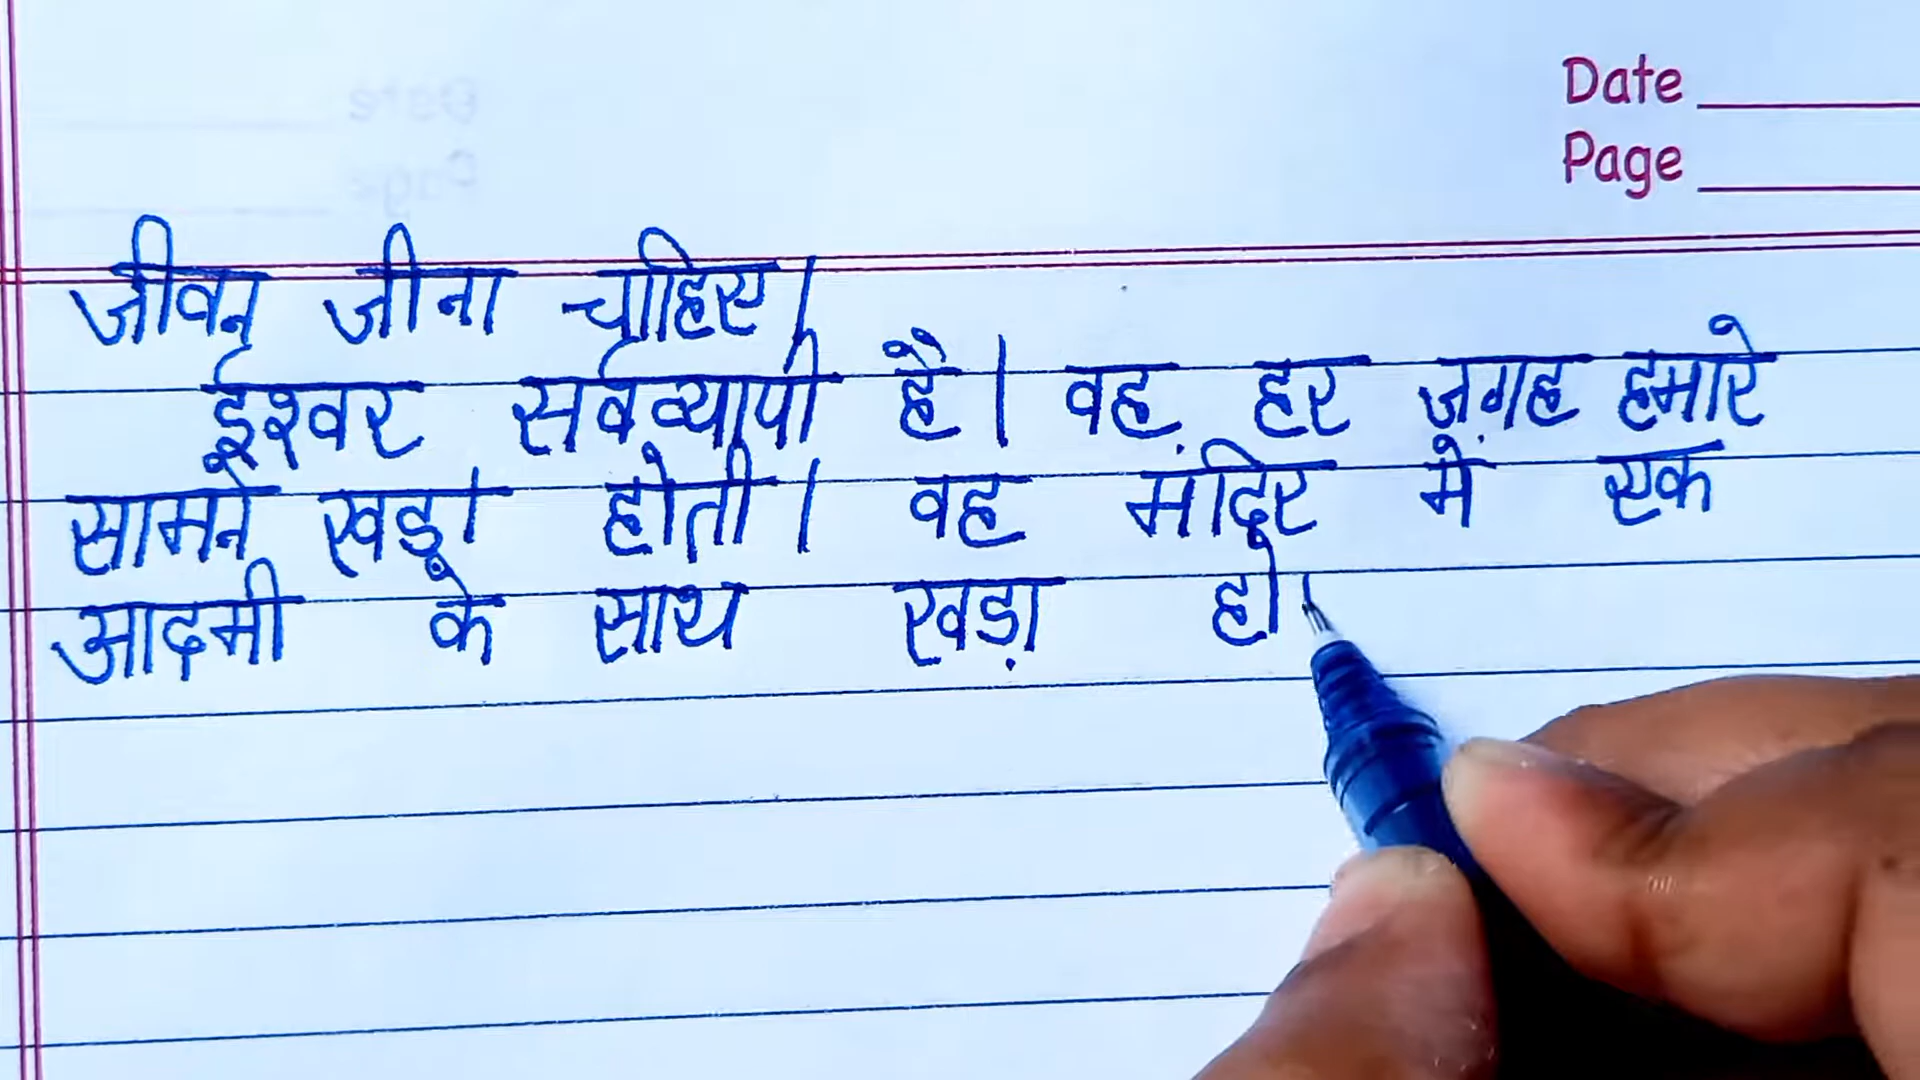 Date
Page
जीवन जीना चाहिए।
ईश्वर सर्वव्यापी है। वह हर जगह हमारे
सामने खड़ा होती। वह मंदिर में एक
आदमी के साथ खड़ा हो